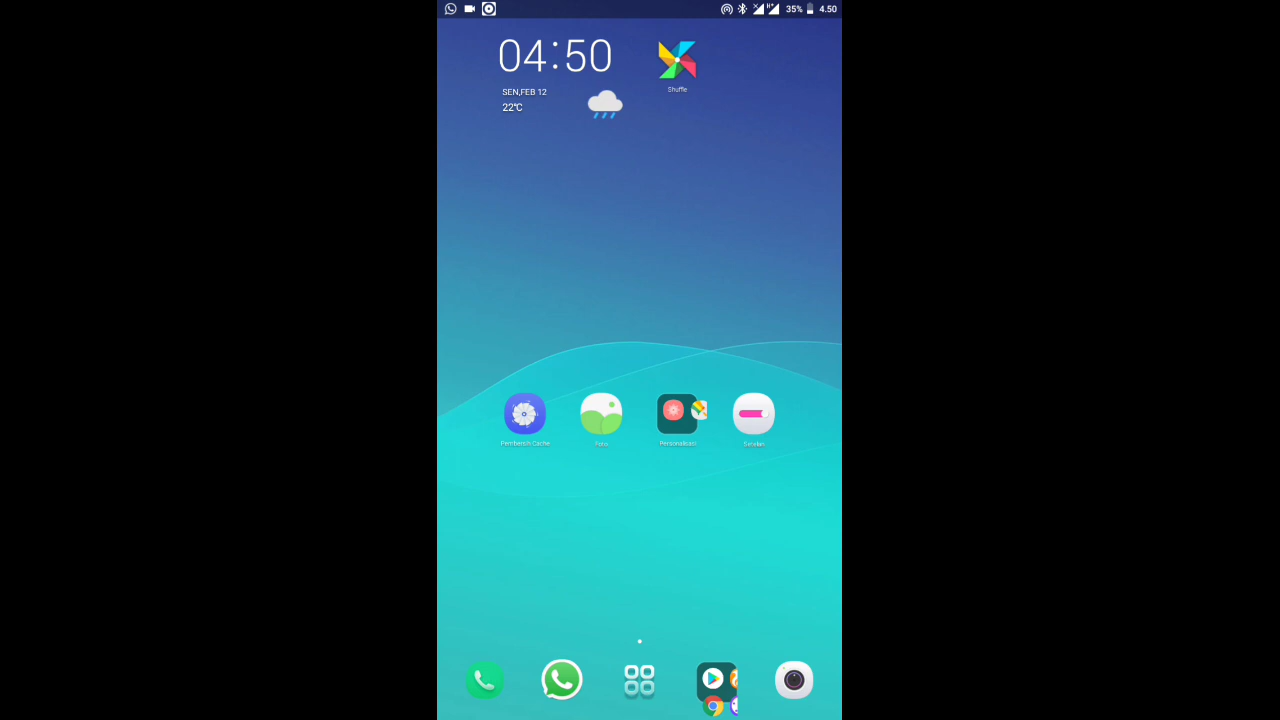 35% 4.50
04:50
SEN,FEB 12
22°C
Shuffle
Pembersih Cache
Foto
Personalisasi
Setelan